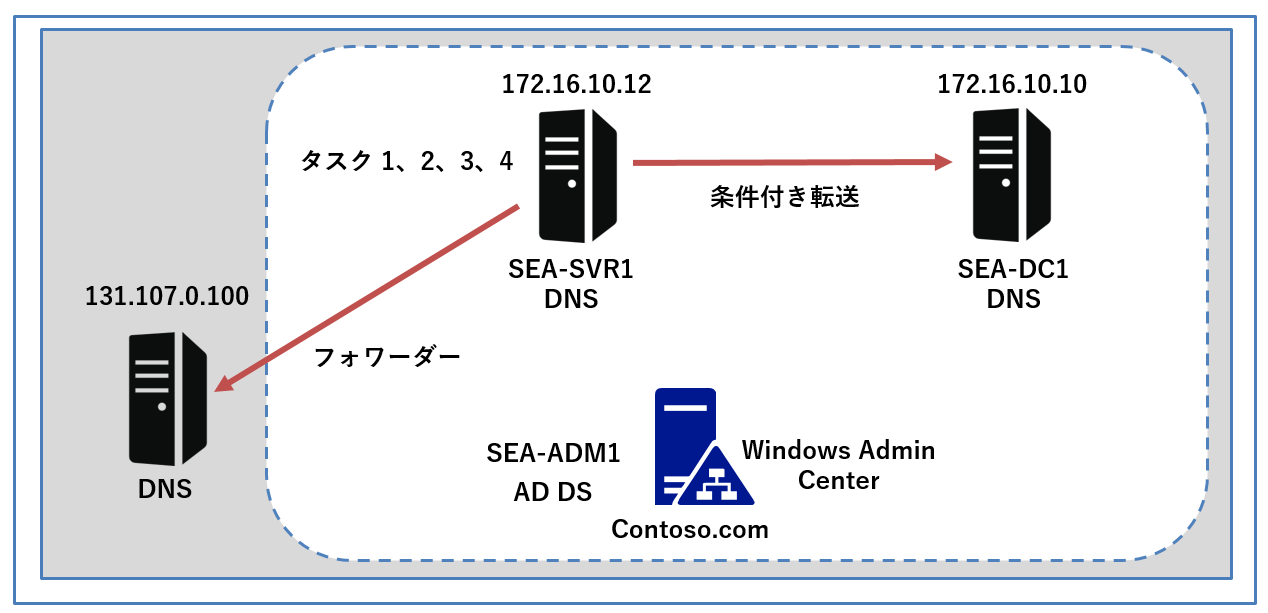 172.16.10.12
172.16.10.10
タスク 1、2、3、4
条件付き転送
SEA-SVR1
DNS
SEA-DC1
DNS
131.107.0.100
フォワーダー
DNS
SEA-ADM1
AD DS
Windows Admin
Center
Contoso.com